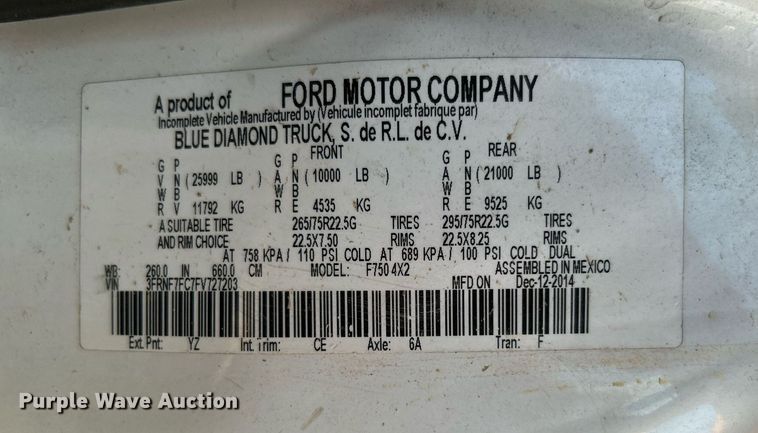 A product of FORD MOTOR COMPANY
Incomplete Vehicle Manufactured by (Vehicule incomplet fabrique par)
BLUE DIAMOND TRUCK, S. de R.L. de C.V.
FRONT REAR
G P G P G P
V N ( 25999 LB ) A N ( 10000 LB ) A N ( 21000 LB )
W B W B W B
R V 11792 KG R E 4535 KG R E 9525 KG
A SUITABLE TIRE 265/75R22.5G TIRES 295/75R22.5G
AND RIM CHOICE 22.5X7.50 RIMS 22.5X8.25
AT 758 KPA/ 110 PSI COLD AT 689 KPA/ 100 PSI COLD DUAL
WB: 260.0 IN 660.0 CM MODEL: F750 4X2 ASSEMBLED IN MEXICO
VIN 3FRNF7FC7FV727203 MFD ON Dec-12-2014
Ext. Pnt: YZ Int. Trim: CE Axle: 6A Tran: F
Purple Wave Auction